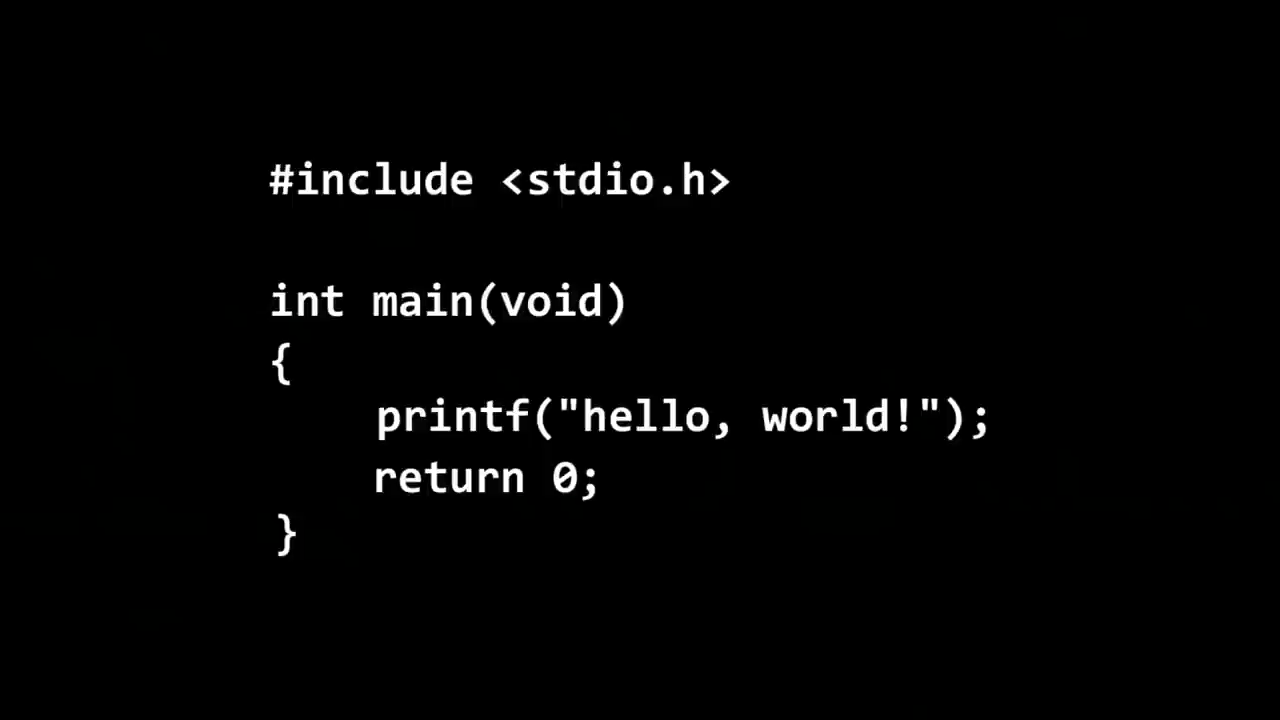 #include <stdio.h>
int main(void)
{
printf("hello, world!");
return 0;
}